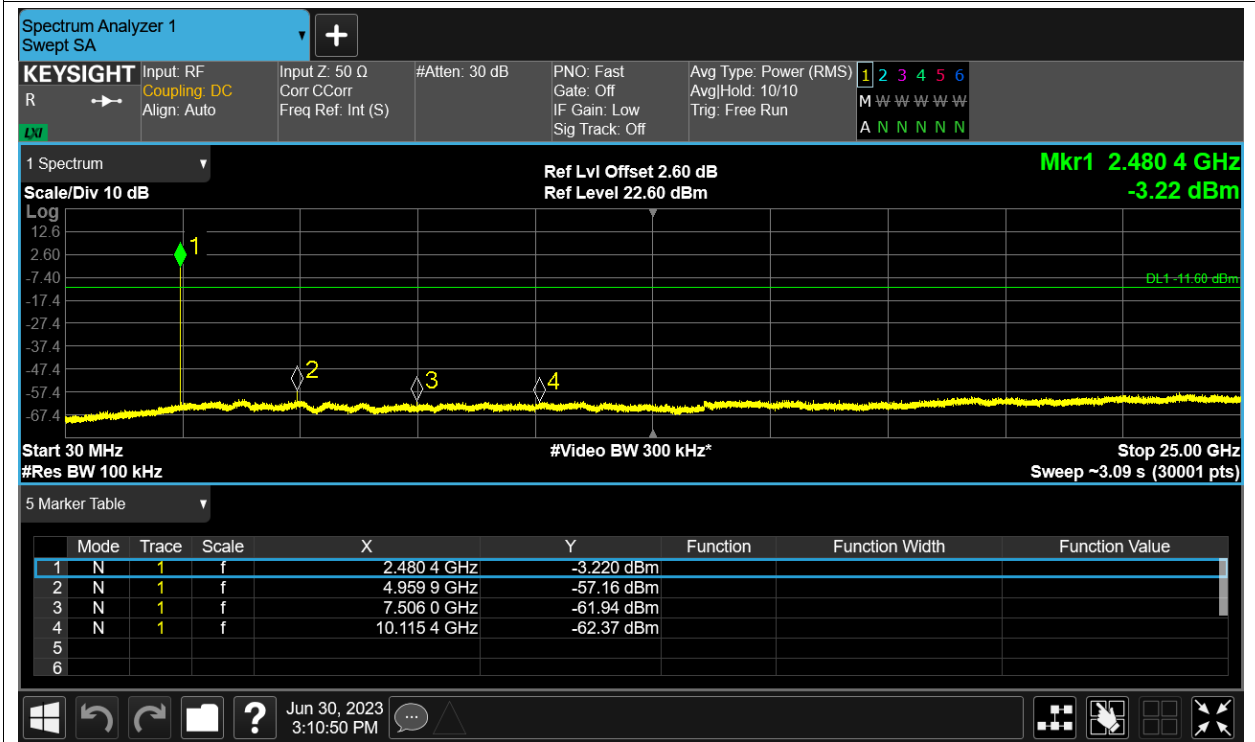 Spectrum Analyzer 1
Swept SA
+
KEYSIGHT
R
LXI
Input: RF
Coupling: DC
Align: Auto
Input Z: 50 Ω
Corr CCorr
Freq Ref: Int (S)
#Atten: 30 dB
PNO: Fast
Gate: Off
IF Gain: Low
Sig Track: Off
Avg Type: Power (RMS)
Avg|Hold: 10/10
Trig: Free Run
1 2 3 4 5 6
M W W W W W
A N N N N N
1 Spectrum
Scale/Div 10 dB
Ref Lvl Offset 2.60 dB
Ref Level 22.60 dBm
Mkr1 2.480 4 GHz
-3.22 dBm
Log
12.6
2.60
-7.40
-17.4
-27.4
-37.4
-47.4
-57.4
-67.4
1
2
3
4
DL1 -11.60 dBm
Start 30 MHz
#Res BW 100 kHz
#Video BW 300 kHz*
Stop 25.00 GHz
Sweep ~3.09 s (30001 pts)
5 Marker Table
Mode Trace Scale X Y Function Function Width Function Value
1 N 1 f 2.480 4 GHz -3.220 dBm
2 N 1 f 4.959 9 GHz -57.16 dBm
3 N 1 f 7.506 0 GHz -61.94 dBm
4 N 1 f 10.115 4 GHz -62.37 dBm
5
6
?
Jun 30, 2023
3:10:50 PM